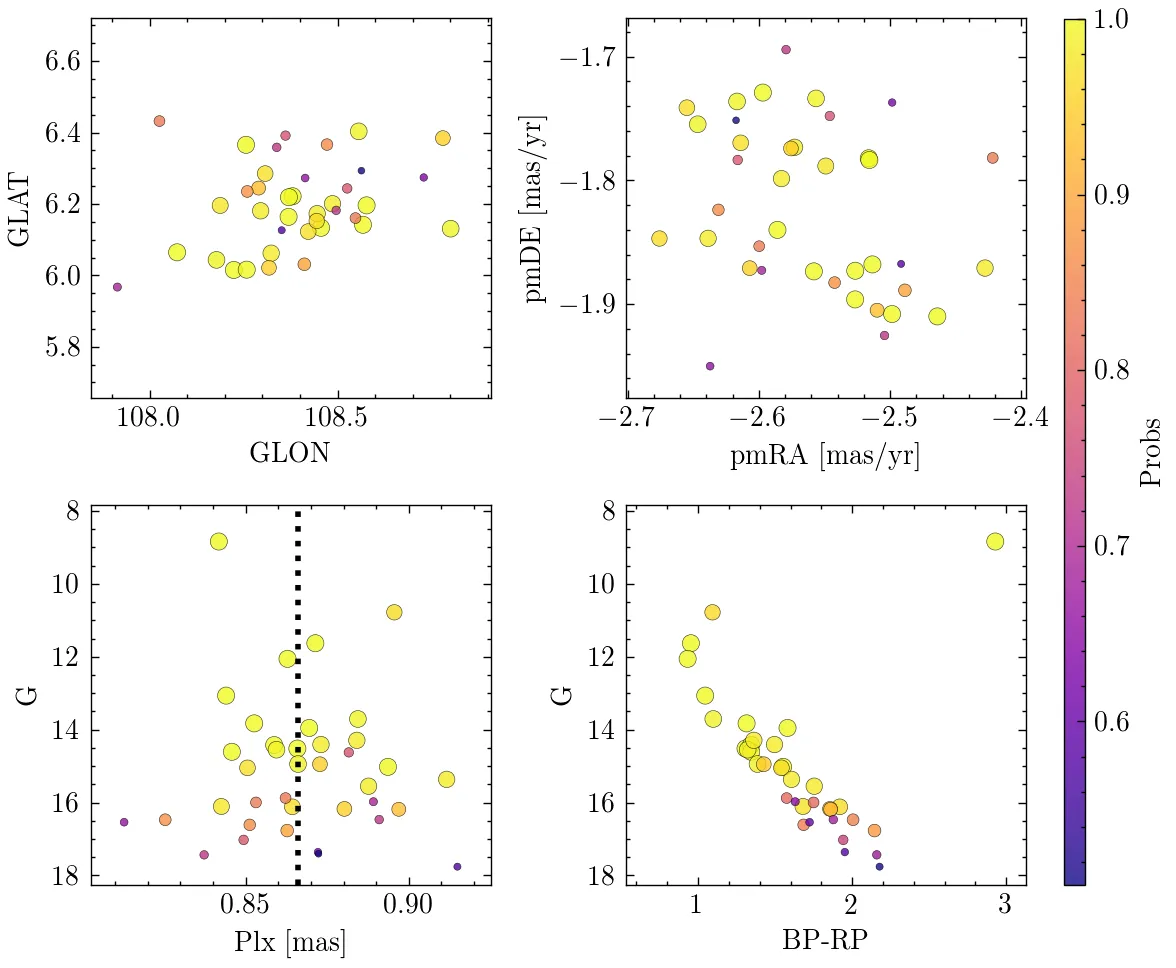 6.6
6.4
6.2
6.0
5.8
GLAT
108.0 108.5
GLON
−1.7
−1.8
−1.9
pmDE [mas/yr]
−2.7 −2.6 −2.5 −2.4
pmRA [mas/yr]
8
10
12
14
16
18
G
0.85 0.90
Plx [mas]
8
10
12
14
16
18
G
1 2 3
BP-RP
1.0
0.9
0.8
0.7
0.6
Probs